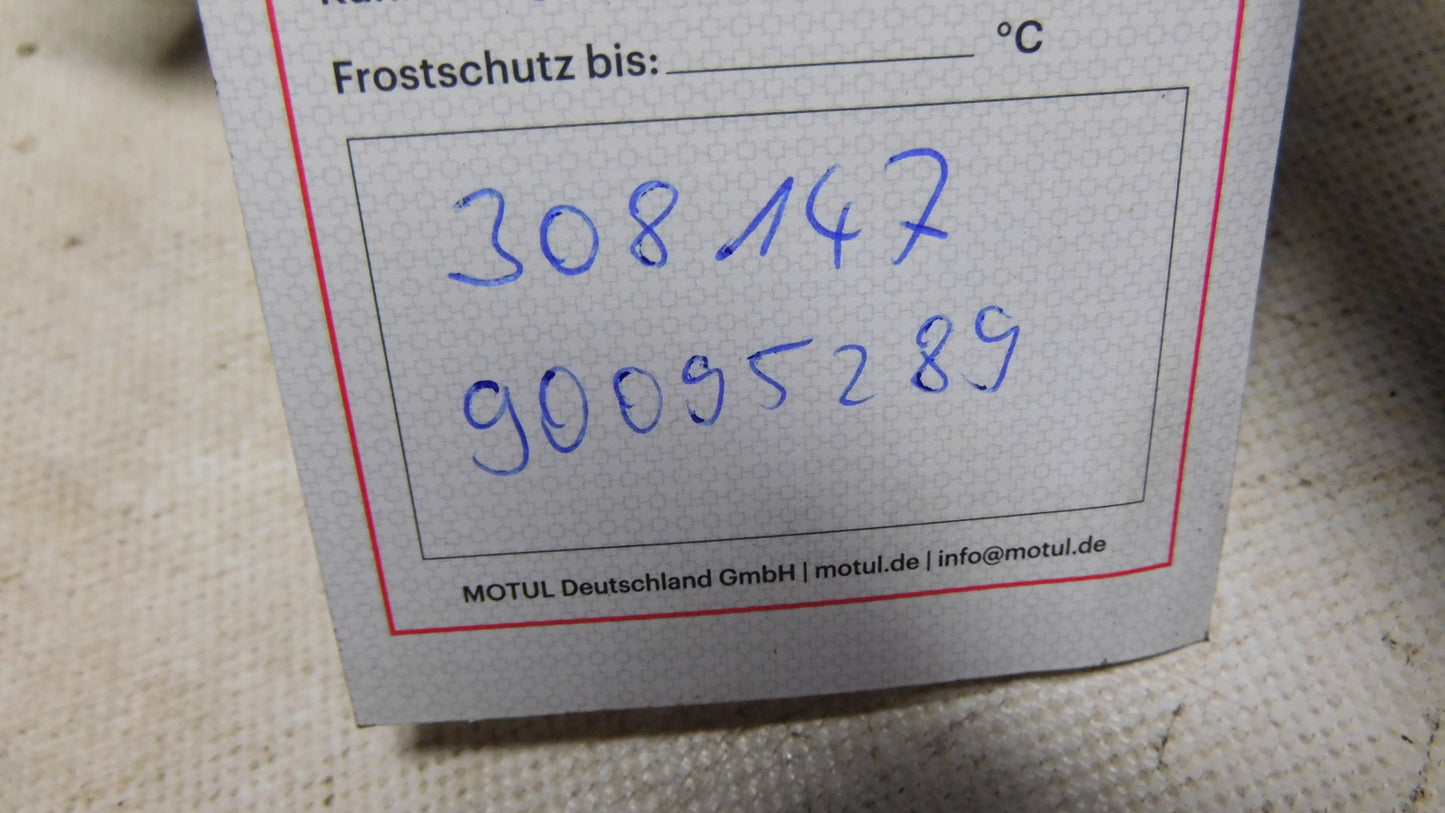 Frostschutz bis: °C
308147
90095289
MOTUL Deutschland GmbH | motul.de | info@motul.de